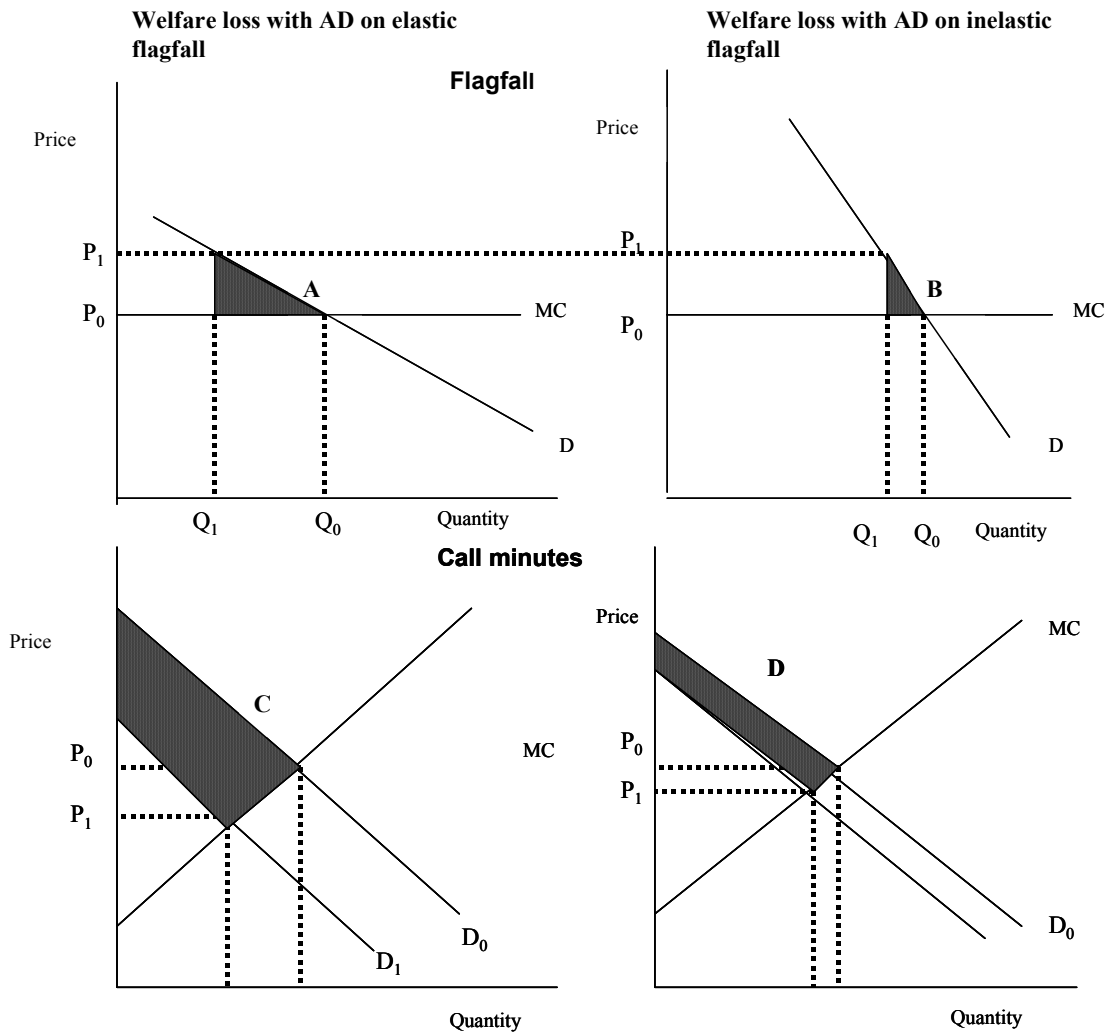 Welfare loss with AD on elastic
flagfall
Welfare loss with AD on inelastic
flagfall
Flagfall
Price
P1
A
P0
MC
D
Q1
Q0
Quantity
Price
P1
B
MC
P0
D
Q1
Q0
Quantity
Call minutes
Price
C
P0
MC
P1
D0
D1
Quantity
Price
MC
D
P0
P1
D0
Quantity